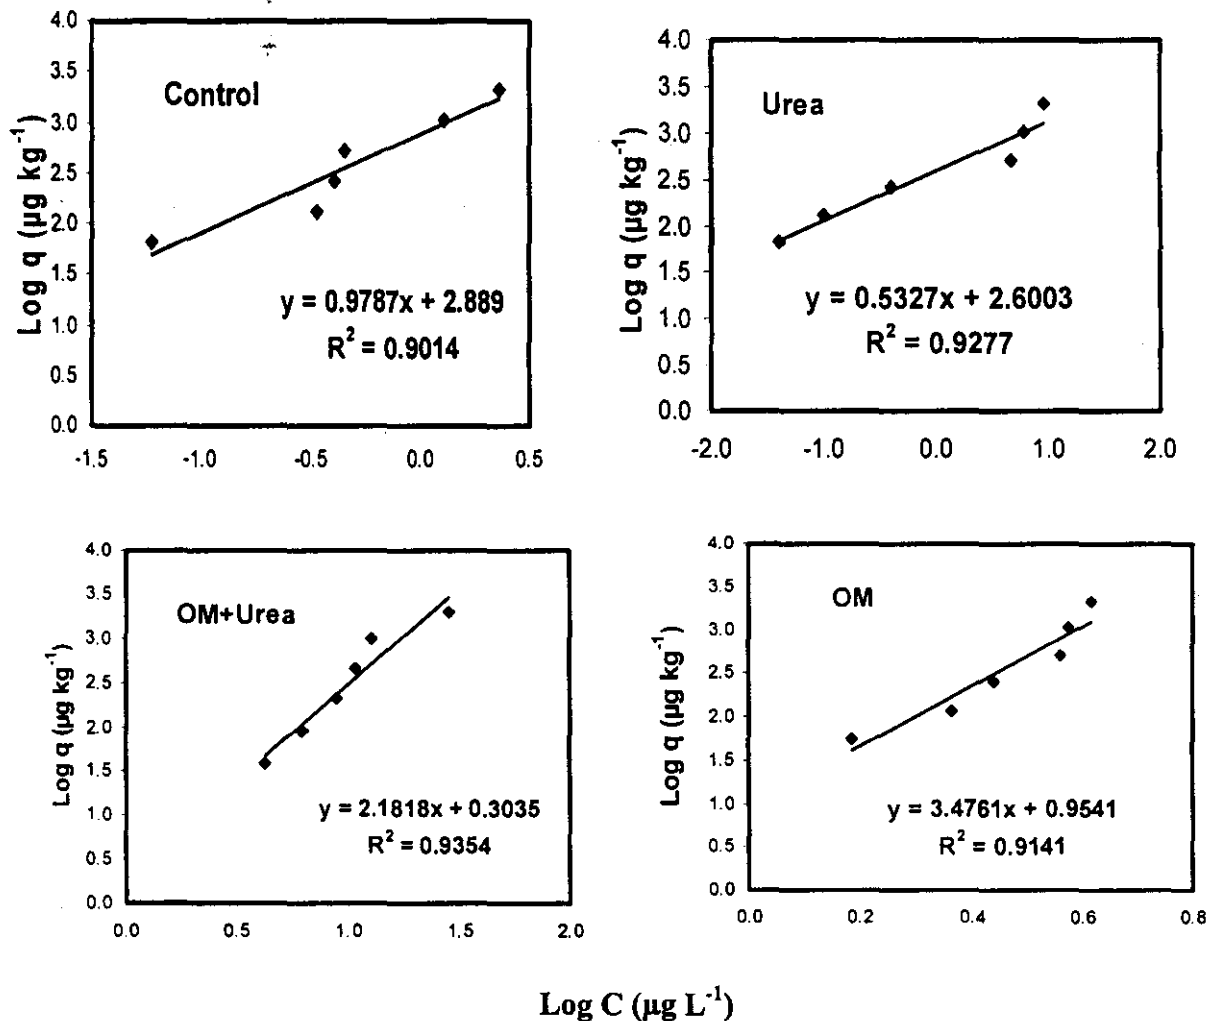 Control
Log q (µg kg⁻¹)
4.0
3.5
3.0
2.5
2.0
1.5
1.0
0.5
0.0
y = 0.9787x + 2.889
R² = 0.9014
-1.5 -1.0 -0.5 0.0 0.5
Urea
Log q (µg kg⁻¹)
4.0
3.5
3.0
2.5
2.0
1.5
1.0
0.5
0.0
y = 0.5327x + 2.6003
R² = 0.9277
-2.0 -1.0 0.0 1.0 2.0
OM+Urea
Log q (µg kg⁻¹)
4.0
3.5
3.0
2.5
2.0
1.5
1.0
0.5
0.0
y = 2.1818x + 0.3035
R² = 0.9354
0.0 0.5 1.0 1.5 2.0
OM
Log q (µg kg⁻¹)
4.0
3.5
3.0
2.5
2.0
1.5
1.0
0.5
0.0
y = 3.4761x + 0.9541
R² = 0.9141
0.0 0.2 0.4 0.6 0.8
Log C (µg L⁻¹)